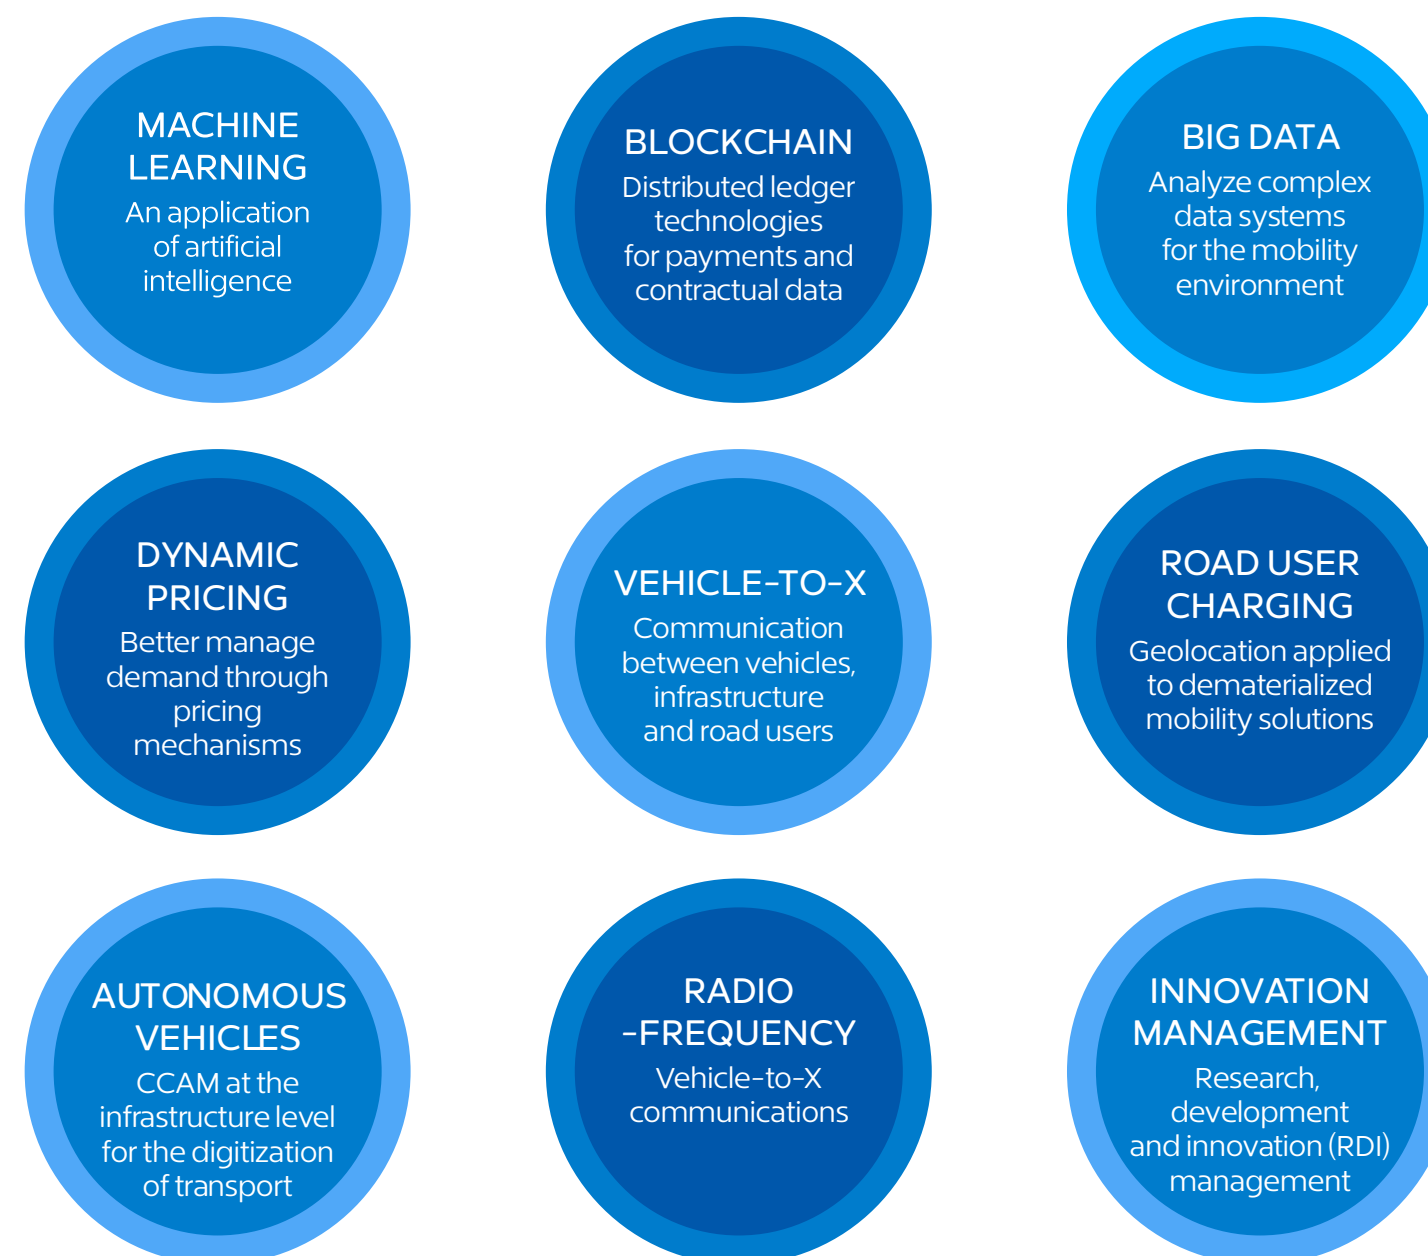 MACHINE
LEARNING
An application
of artificial
intelligence
BLOCKCHAIN
Distributed ledger
technologies
for payments and
contractual data
BIG DATA
Analyze complex
data systems
for the mobility
environment
DYNAMIC
PRICING
Better manage
demand through
pricing
mechanisms
VEHICLE-TO-X
Communication
between vehicles,
infrastructure
and road users
ROAD USER
CHARGING
Geolocation applied
to dematerialized
mobility solutions
AUTONOMOUS
VEHICLES
CCAM at the
infrastructure level
for the digitization
of transport
RADIO
-FREQUENCY
Vehicle-to-X
communications
INNOVATION
MANAGEMENT
Research,
development
and innovation (RDI)
management